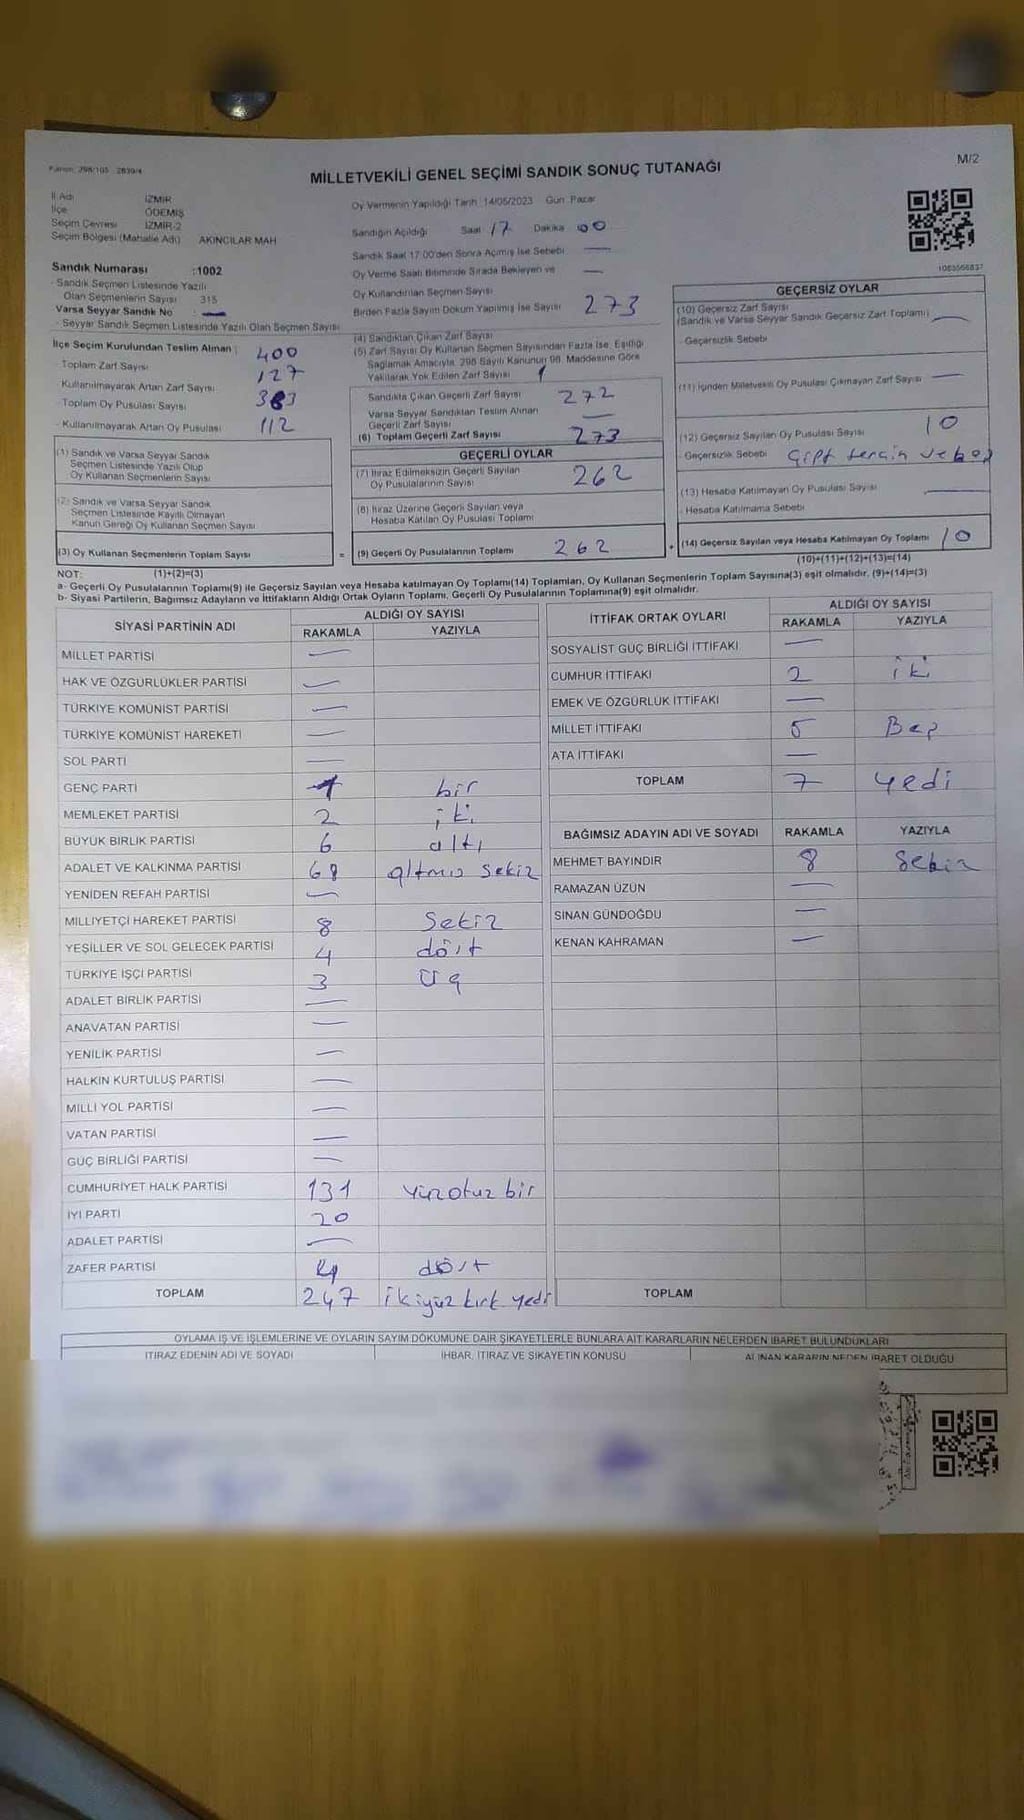 Form: 298/105 2839/4
M/2
MİLLETVEKİLİ GENEL SEÇİMİ SANDIK SONUÇ TUTANAĞI
İl Adı İZMİR
İlçe ÖDEMİŞ
Seçim Çevresi İZMİR-2
Seçim Bölgesi (Mahalle Adı) AKINCILAR MAH
Sandık Numarası :1002
- Sandık Seçmen Listesinde Yazılı
Olan Seçmenlerin Sayısı 315
Varsa Seyyar Sandık No : —
- Seyyar Sandık Seçmen Listesinde Yazılı Olan Seçmen Sayısı
İlçe Seçim Kurulundan Teslim Alınan :
- Toplam Zarf Sayısı 400
- Kullanılmayarak Artan Zarf Sayısı 127
- Toplam Oy Pusulası Sayısı
- Kullanılmayarak Artan Oy Pusulası 112
Oy Vermenin Yapıldığı Tarih 14/05/2023 Gün Pazar
Sandığın Açıldığı Saat 17 Dakika 00
Sandık Saat 17.00'den Sonra Açılmış İse Sebebi —
Oy Verme Saati Bitiminde Sırada Bekleyen ve —
Oy Kullandırılan Seçmen Sayısı
Birden Fazla Sayım Döküm Yapılmış İse Sayısı 273
(4) Sandıktan Çıkan Zarf Sayısı
(5) Zarf Sayısı Oy Kullanan Seçmen Sayısından Fazla İse, Eşitliği
Sağlamak Amacıyla, 298 Sayılı Kanunun 98. Maddesine Göre
Yakılarak Yok Edilen Zarf Sayısı 1
Sandıkta Çıkan Geçerli Zarf Sayısı 272
Varsa Seyyar Sandıktan Teslim Alınan —
Geçerli Zarf Sayısı
(6) Toplam Geçerli Zarf Sayısı 273
1083566837
GEÇERSİZ OYLAR
(10) Geçersiz Zarf Sayısı
(Sandık ve Varsa Seyyar Sandık Geçersiz Zarf Toplamı) —
- Geçersizlik Sebebi
(11) İçinden Milletvekili Oy Pusulası Çıkmayan Zarf Sayısı —
(12) Geçersiz Sayılan Oy Pusulası Sayısı 10
- Geçersizlik Sebebi Çift tercih ve boş
(13) Hesaba Katılmayan Oy Pusulası Sayısı —
- Hesaba Katılmama Sebebi
(14) Geçersiz Sayılan veya Hesaba Katılmayan Oy Toplamı 10
(10)+(11)+(12)+(13)=(14)
(1) Sandık ve Varsa Seyyar Sandık
Seçmen Listesinde Yazılı Olup
Oy Kullanan Seçmenlerin Sayısı
(2) Sandık ve Varsa Seyyar Sandık
Seçmen Listesinde Kayıtlı Olmayan
Kanun Gereği Oy Kullanan Seçmen Sayısı
(3) Oy Kullanan Seçmenlerin Toplam Sayısı
(1)+(2)=(3)
GEÇERLİ OYLAR
(7) İtiraz Edilmeksizin Geçerli Sayılan
Oy Pusulalarının Sayısı 262
(8) İtiraz Üzerine Geçerli Sayılan veya
Hesaba Katılan Oy Pusulası Toplamı
= (9) Geçerli Oy Pusulalarının Toplamı 262 +
NOT:
a- Geçerli Oy Pusulalarının Toplamı(9) ile Geçersiz Sayılan veya Hesaba katılmayan Oy Toplamı(14) Toplamları, Oy Kullanan Seçmenlerin Toplam Sayısına(3) eşit olmalıdır. (9)+(14)=(3)
b- Siyasi Partilerin, Bağımsız Adayların ve İttifakların Aldığı Ortak Oyların Toplamı, Geçerli Oy Pusulalarının Toplamına(9) eşit olmalıdır.
SİYASİ PARTİNİN ADI ALDIĞI OY SAYISI
RAKAMLA YAZIYLA
MİLLET PARTİSİ —
HAK VE ÖZGÜRLÜKLER PARTİSİ —
TÜRKİYE KOMÜNİST PARTİSİ —
TÜRKİYE KOMÜNİST HAREKETİ —
SOL PARTİ —
GENÇ PARTİ 1 bir
MEMLEKET PARTİSİ 2 iki
BÜYÜK BİRLİK PARTİSİ 6 altı
ADALET VE KALKINMA PARTİSİ 68 altmış sekiz
YENİDEN REFAH PARTİSİ —
MİLLİYETÇİ HAREKET PARTİSİ 8 Sekiz
YEŞİLLER VE SOL GELECEK PARTİSİ 4 dört
TÜRKİYE İŞÇİ PARTİSİ 3 üç
ADALET BİRLİK PARTİSİ —
ANAVATAN PARTİSİ —
YENİLİK PARTİSİ —
HALKIN KURTULUŞ PARTİSİ —
MİLLİ YOL PARTİSİ —
VATAN PARTİSİ —
GÜÇ BİRLİĞİ PARTİSİ —
CUMHURİYET HALK PARTİSİ 131 yüzotuz bir
İYİ PARTİ 20
ADALET PARTİSİ —
ZAFER PARTİSİ 4 dört
TOPLAM 247 ikiyüz kırk yedi
İTTİFAK ORTAK OYLARI ALDIĞI OY SAYISI
RAKAMLA YAZIYLA
SOSYALİST GÜÇ BİRLİĞİ İTTİFAKI —
CUMHUR İTTİFAKI 2 iki
EMEK VE ÖZGÜRLÜK İTTİFAKI —
MİLLET İTTİFAKI 5 Beş
ATA İTTİFAKI —
TOPLAM 7 yedi
BAĞIMSIZ ADAYIN ADI VE SOYADI RAKAMLA YAZIYLA
MEHMET BAYINDIR 8 Sekiz
RAMAZAN ÜZÜN —
SİNAN GÜNDOĞDU —
KENAN KAHRAMAN —
TOPLAM
OYLAMA İŞ VE İŞLEMLERİNE VE OYLARIN SAYIM DÖKÜMÜNE DAİR ŞİKAYETLERLE BUNLARA AİT KARARLARIN NELERDEN İBARET BULUNDUKLARI
İTİRAZ EDENİN ADI VE SOYADI İHBAR, İTİRAZ VE ŞİKAYETİN KONUSU ALINAN KARARIN NEDEN İBARET OLDUĞU